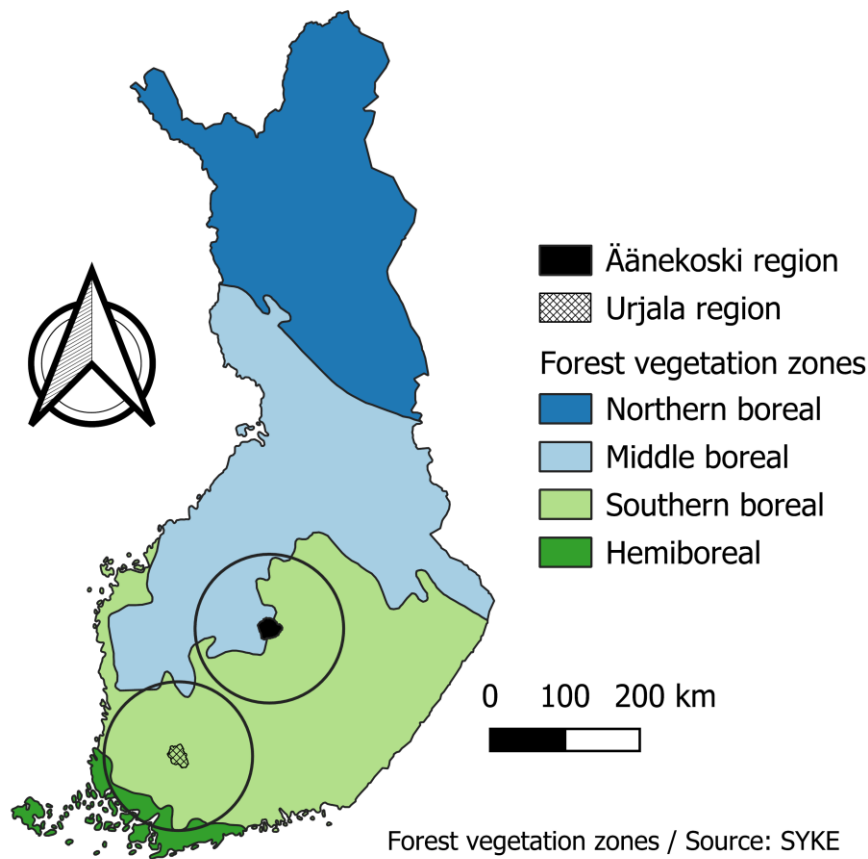 Äänekoski region
Urjala region
Forest vegetation zones
Northern boreal
Middle boreal
Southern boreal
Hemiboreal
0 100 200 km
Forest vegetation zones / Source: SYKE